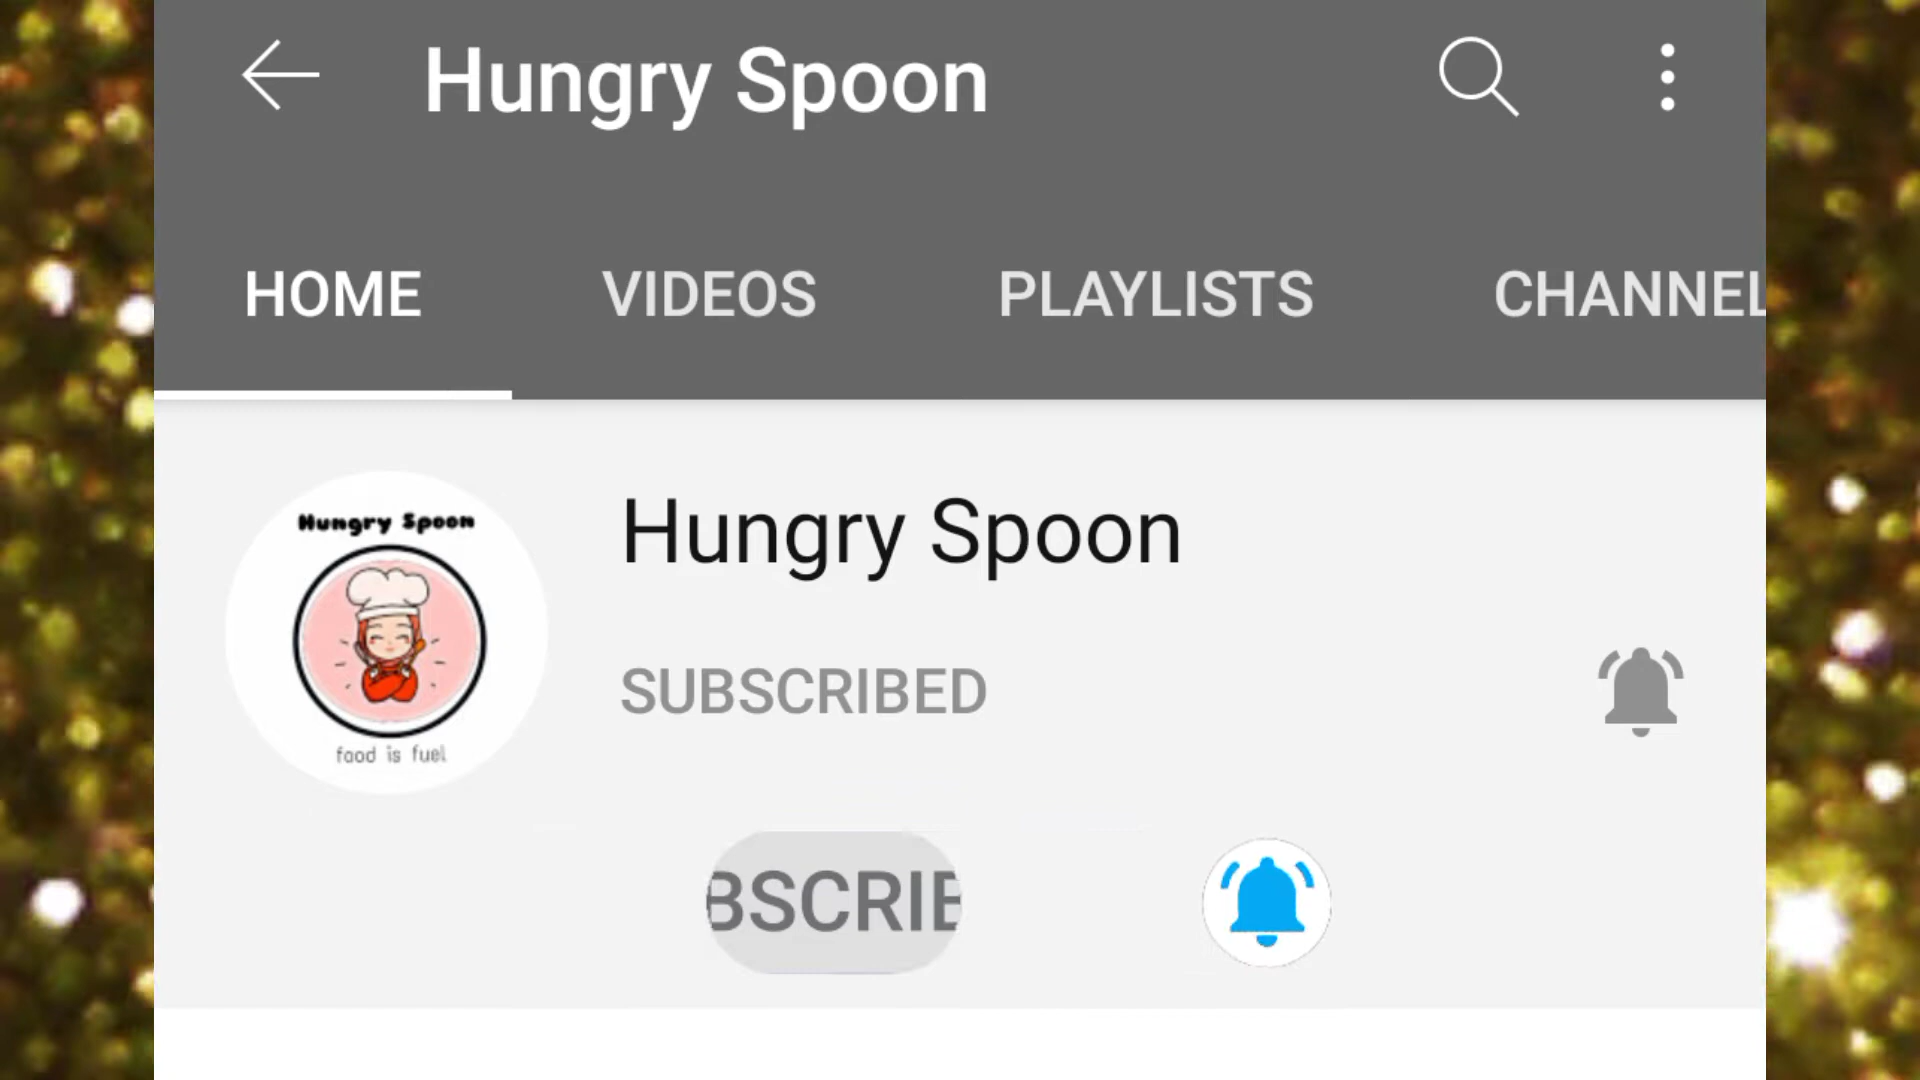 Hungry Spoon
HOME VIDEOS PLAYLISTS CHANNEL
Hungry Spoon
Hungry Spoon
SUBSCRIBED
food is fuel
BSCRIB